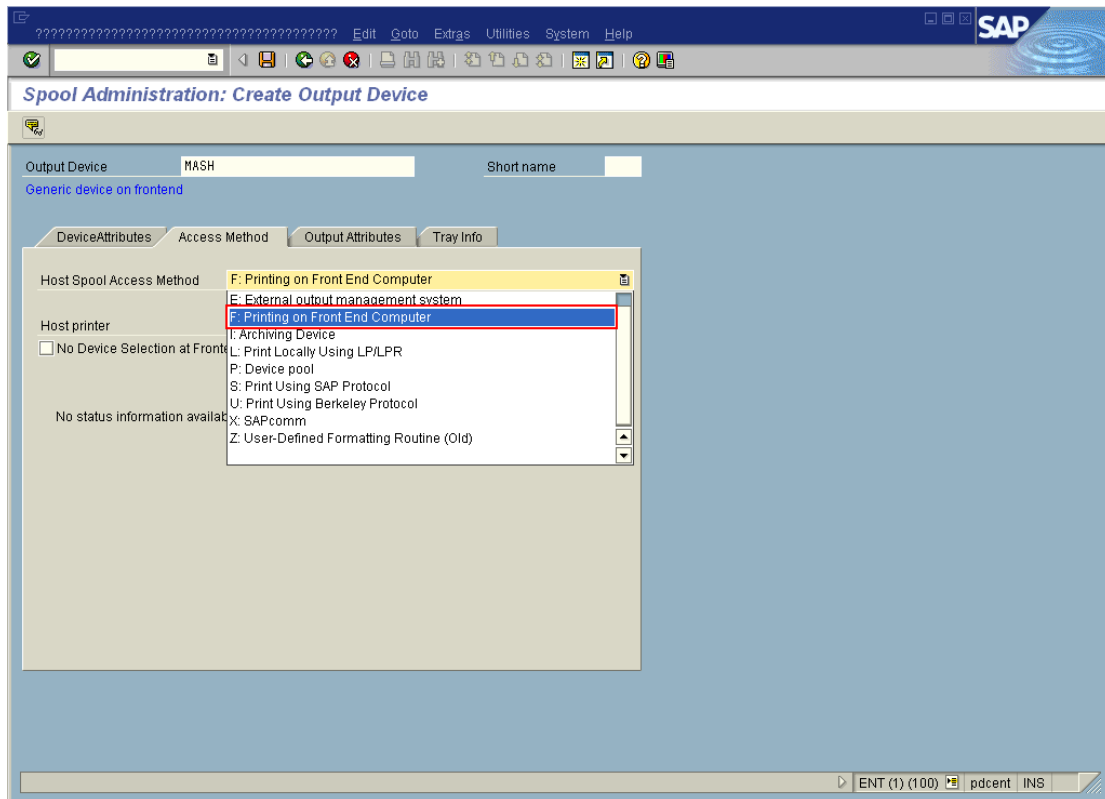 ????????????????????????????????????????  Edit  Goto  Extras  Utilities  System  Help
SAP
Spool Administration: Create Output Device
Output Device  MASH  Short name
Generic device on frontend
DeviceAttributes  Access Method  Output Attributes  Tray Info
Host Spool Access Method  F: Printing on Front End Computer
E: External output management system
F: Printing on Front End Computer
Host printer
I: Archiving Device
No Device Selection at Fronte
L: Print Locally Using LP/LPR
P: Device pool
S: Print Using SAP Protocol
U: Print Using Berkeley Protocol
No status information availab
X: SAPcomm
Z: User-Defined Formatting Routine (Old)
ENT (1) (100)  pdcent  INS